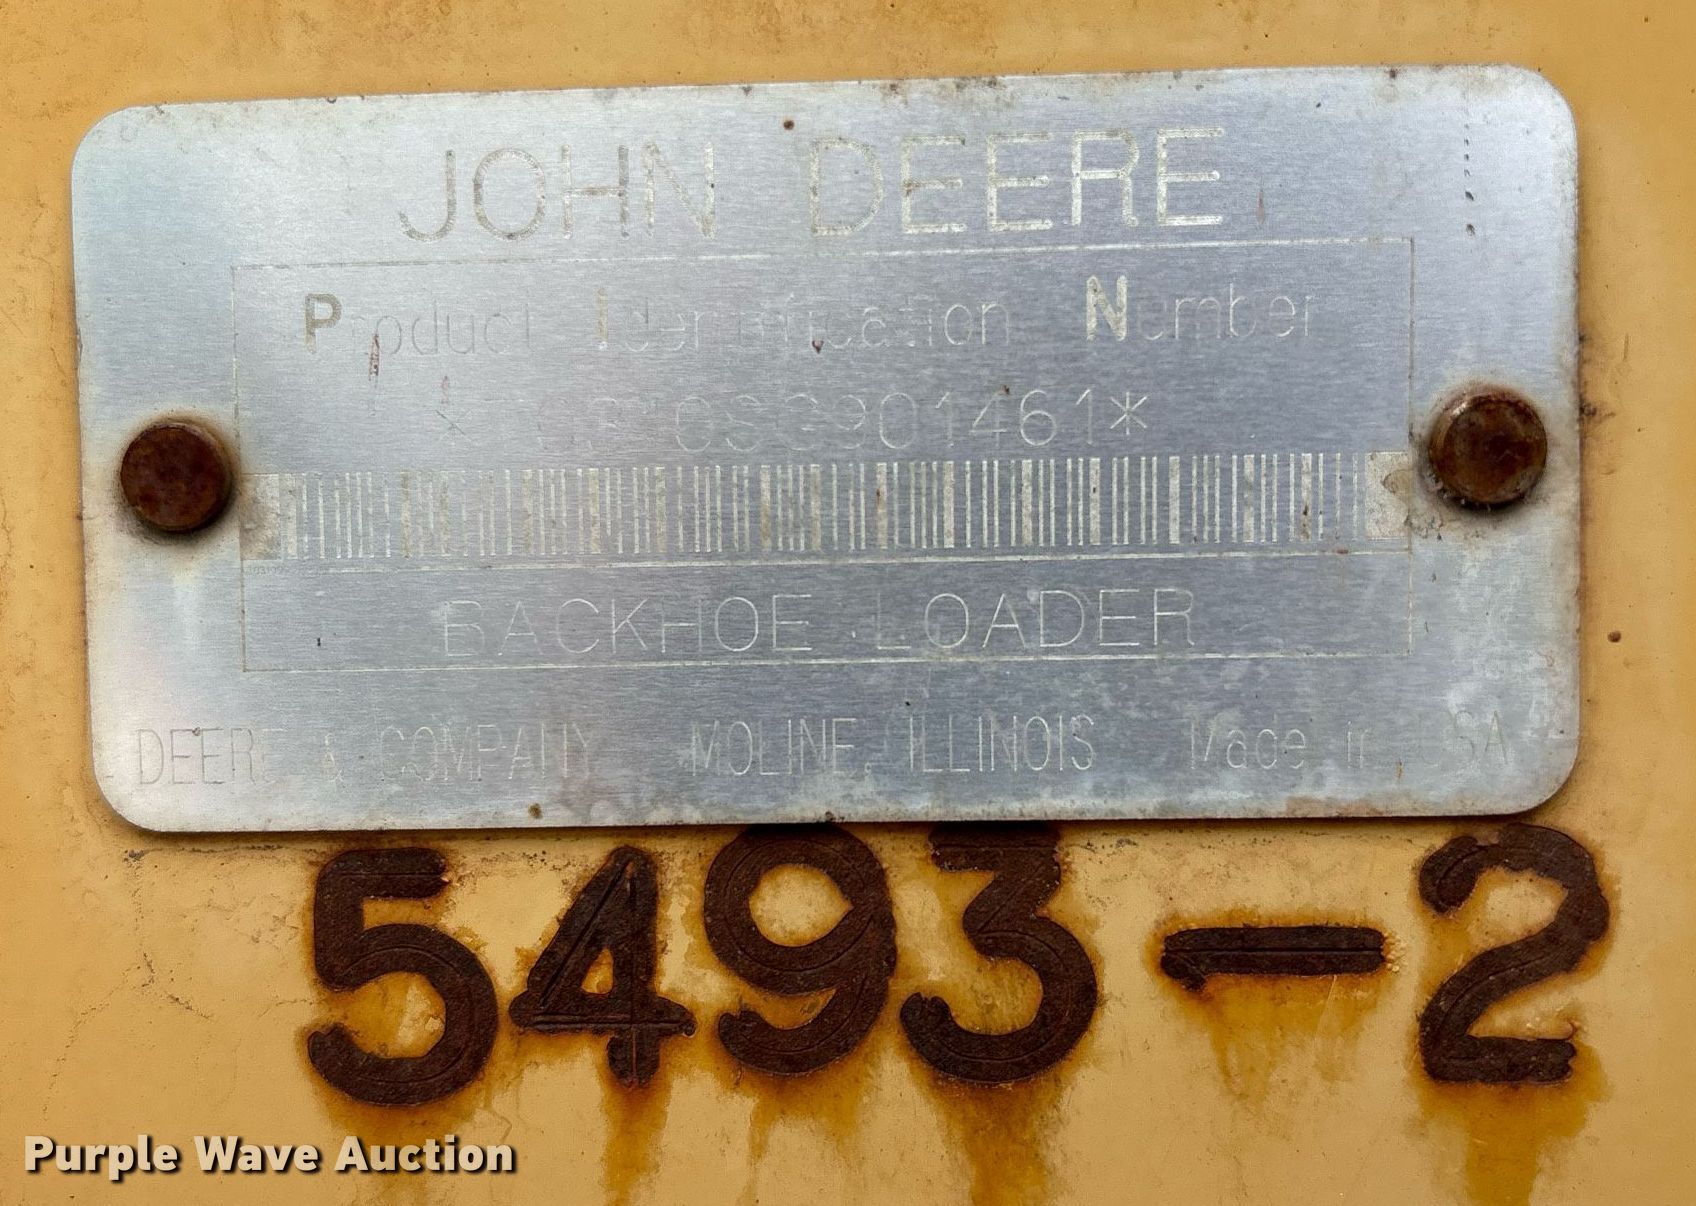 JOHN DEERE
Product Identification Number
BACKHOE LOADER
DEERE & COMPANY MOLINE, ILLINOIS Made in USA
5493-2
Purple Wave Auction